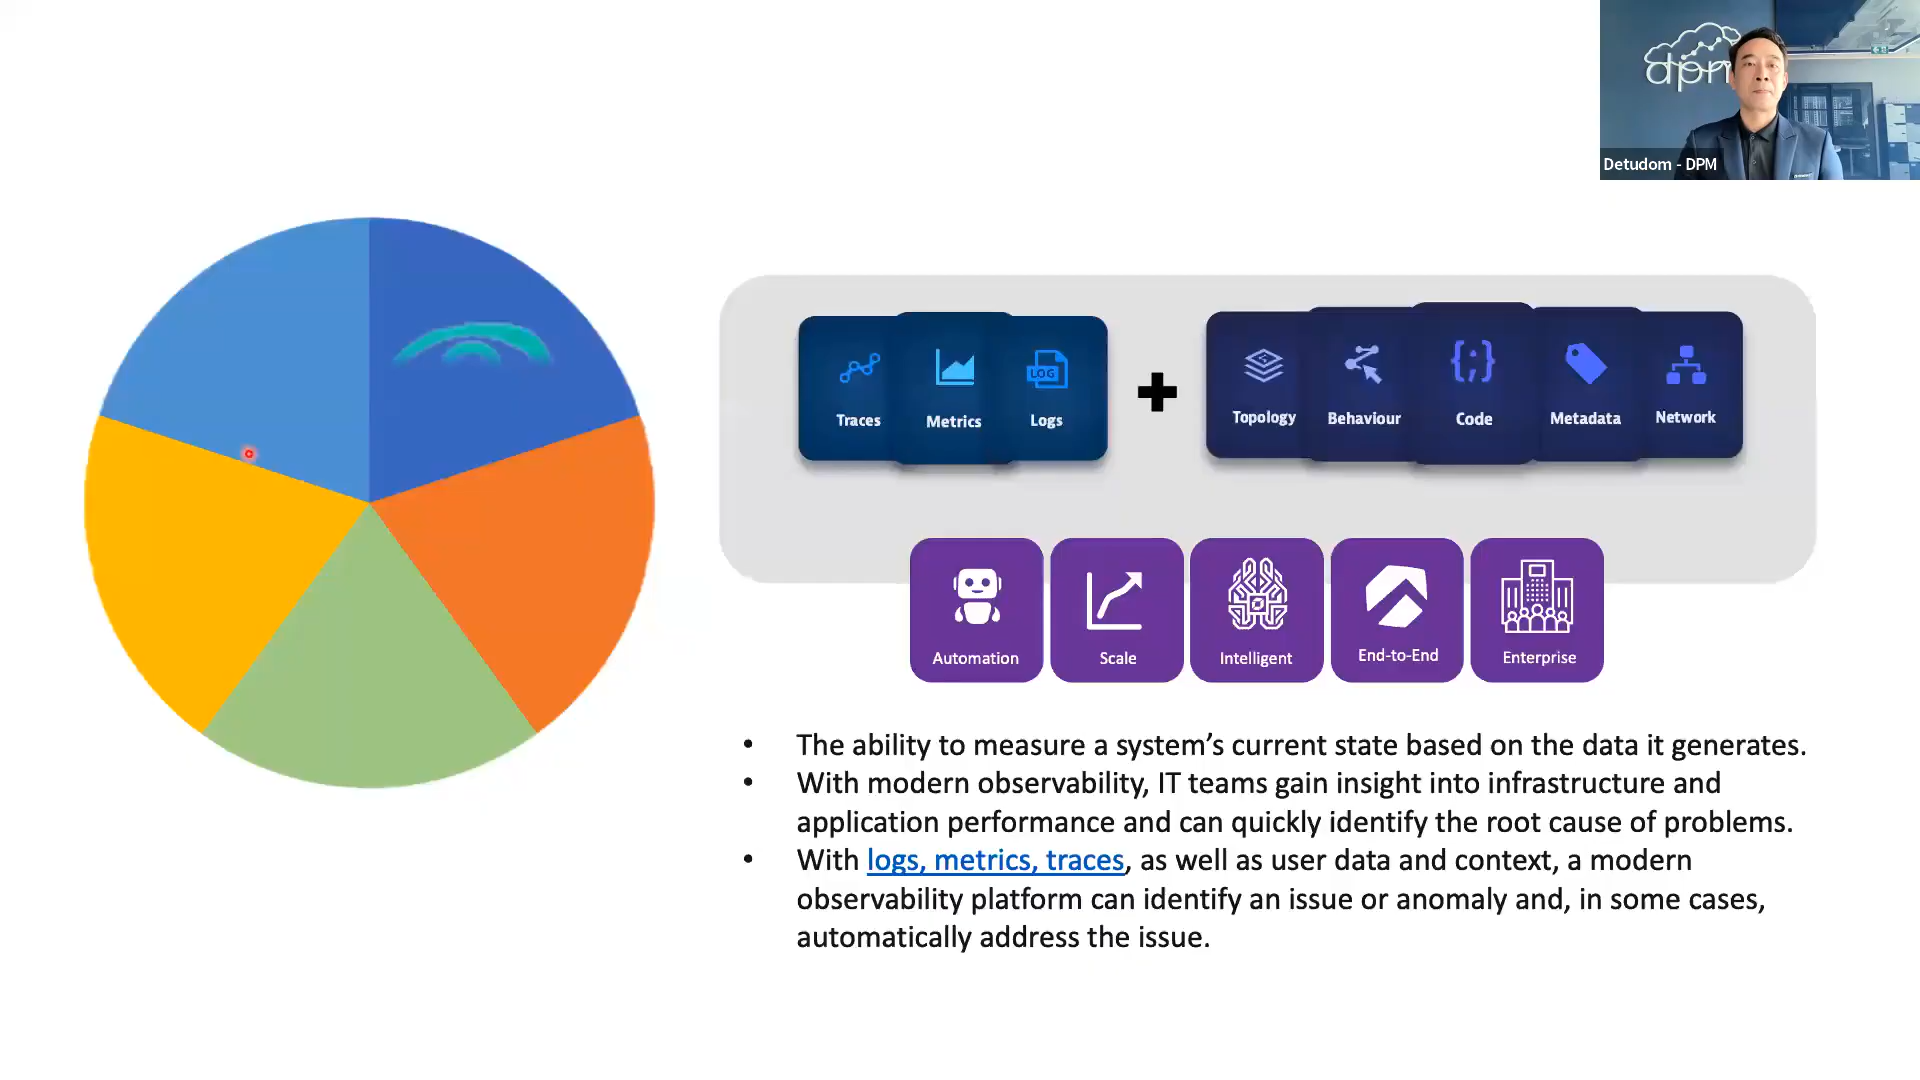 dpm
Detudom - DPM
Traces
Metrics
LOG
Logs
Topology
Behaviour
{;}
Code
Metadata
Network
Automation
Scale
Intelligent
End-to-End
Enterprise
• The ability to measure a system’s current state based on the data it generates.
• With modern observability, IT teams gain insight into infrastructure and
application performance and can quickly identify the root cause of problems.
• With logs, metrics, traces, as well as user data and context, a modern
observability platform can identify an issue or anomaly and, in some cases,
automatically address the issue.